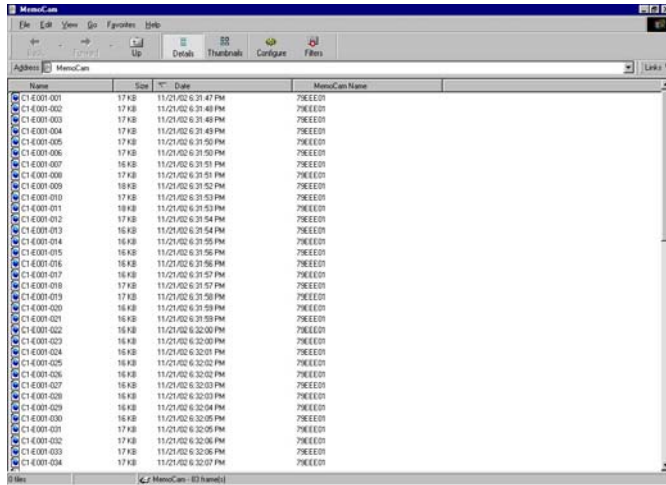 MemoCam
File Edit View Go Favorites Help
Back Forward Up Details Thumbnails Configure Filters
Address MemoCam Links
Name Size Date MemoCam Name
C1-E001-001 17 KB 11/21/02 6:31:47 PM 79EEE01
C1-E001-002 17 KB 11/21/02 6:31:48 PM 79EEE01
C1-E001-003 17 KB 11/21/02 6:31:48 PM 79EEE01
C1-E001-004 17 KB 11/21/02 6:31:49 PM 79EEE01
C1-E001-005 17 KB 11/21/02 6:31:50 PM 79EEE01
C1-E001-006 17 KB 11/21/02 6:31:50 PM 79EEE01
C1-E001-007 16 KB 11/21/02 6:31:51 PM 79EEE01
C1-E001-008 17 KB 11/21/02 6:31:51 PM 79EEE01
C1-E001-009 18 KB 11/21/02 6:31:52 PM 79EEE01
C1-E001-010 17 KB 11/21/02 6:31:53 PM 79EEE01
C1-E001-011 18 KB 11/21/02 6:31:53 PM 79EEE01
C1-E001-012 17 KB 11/21/02 6:31:54 PM 79EEE01
C1-E001-013 16 KB 11/21/02 6:31:54 PM 79EEE01
C1-E001-014 16 KB 11/21/02 6:31:55 PM 79EEE01
C1-E001-015 16 KB 11/21/02 6:31:56 PM 79EEE01
C1-E001-016 16 KB 11/21/02 6:31:56 PM 79EEE01
C1-E001-017 16 KB 11/21/02 6:31:57 PM 79EEE01
C1-E001-018 17 KB 11/21/02 6:31:57 PM 79EEE01
C1-E001-019 17 KB 11/21/02 6:31:58 PM 79EEE01
C1-E001-020 16 KB 11/21/02 6:31:59 PM 79EEE01
C1-E001-021 16 KB 11/21/02 6:31:59 PM 79EEE01
C1-E001-022 16 KB 11/21/02 6:32:00 PM 79EEE01
C1-E001-023 16 KB 11/21/02 6:32:00 PM 79EEE01
C1-E001-024 16 KB 11/21/02 6:32:01 PM 79EEE01
C1-E001-025 16 KB 11/21/02 6:32:02 PM 79EEE01
C1-E001-026 16 KB 11/21/02 6:32:02 PM 79EEE01
C1-E001-027 16 KB 11/21/02 6:32:03 PM 79EEE01
C1-E001-028 16 KB 11/21/02 6:32:03 PM 79EEE01
C1-E001-029 16 KB 11/21/02 6:32:04 PM 79EEE01
C1-E001-030 16 KB 11/21/02 6:32:05 PM 79EEE01
C1-E001-031 17 KB 11/21/02 6:32:05 PM 79EEE01
C1-E001-032 17 KB 11/21/02 6:32:06 PM 79EEE01
C1-E001-033 17 KB 11/21/02 6:32:06 PM 79EEE01
C1-E001-034 17 KB 11/21/02 6:32:07 PM 79EEE01
0 files MemoCam - 83 frame(s)